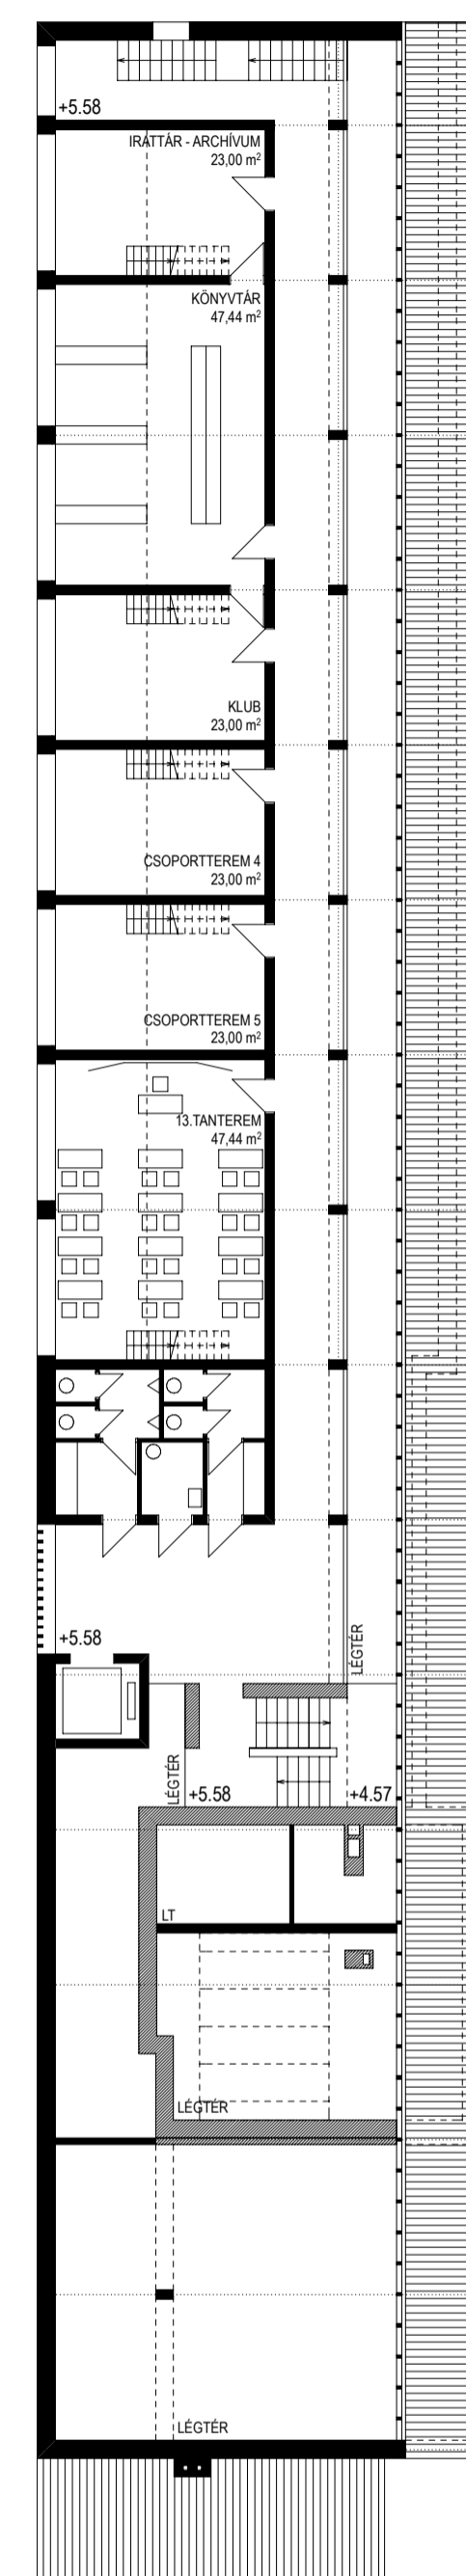 +5.58
IRATTÁR - ARCHÍVUM
23,00 m²
KÖNYVTÁR
47,44 m²
KLUB
23,00 m²
CSOPORTTEREM 4
23,00 m²
CSOPORTTEREM 5
23,00 m²
13.TANTEREM
47,44 m²
+5.58
LÉGTÉR
LÉGTÉR
+5.58
+4.57
LT
LÉGTÉR
LÉGTÉR